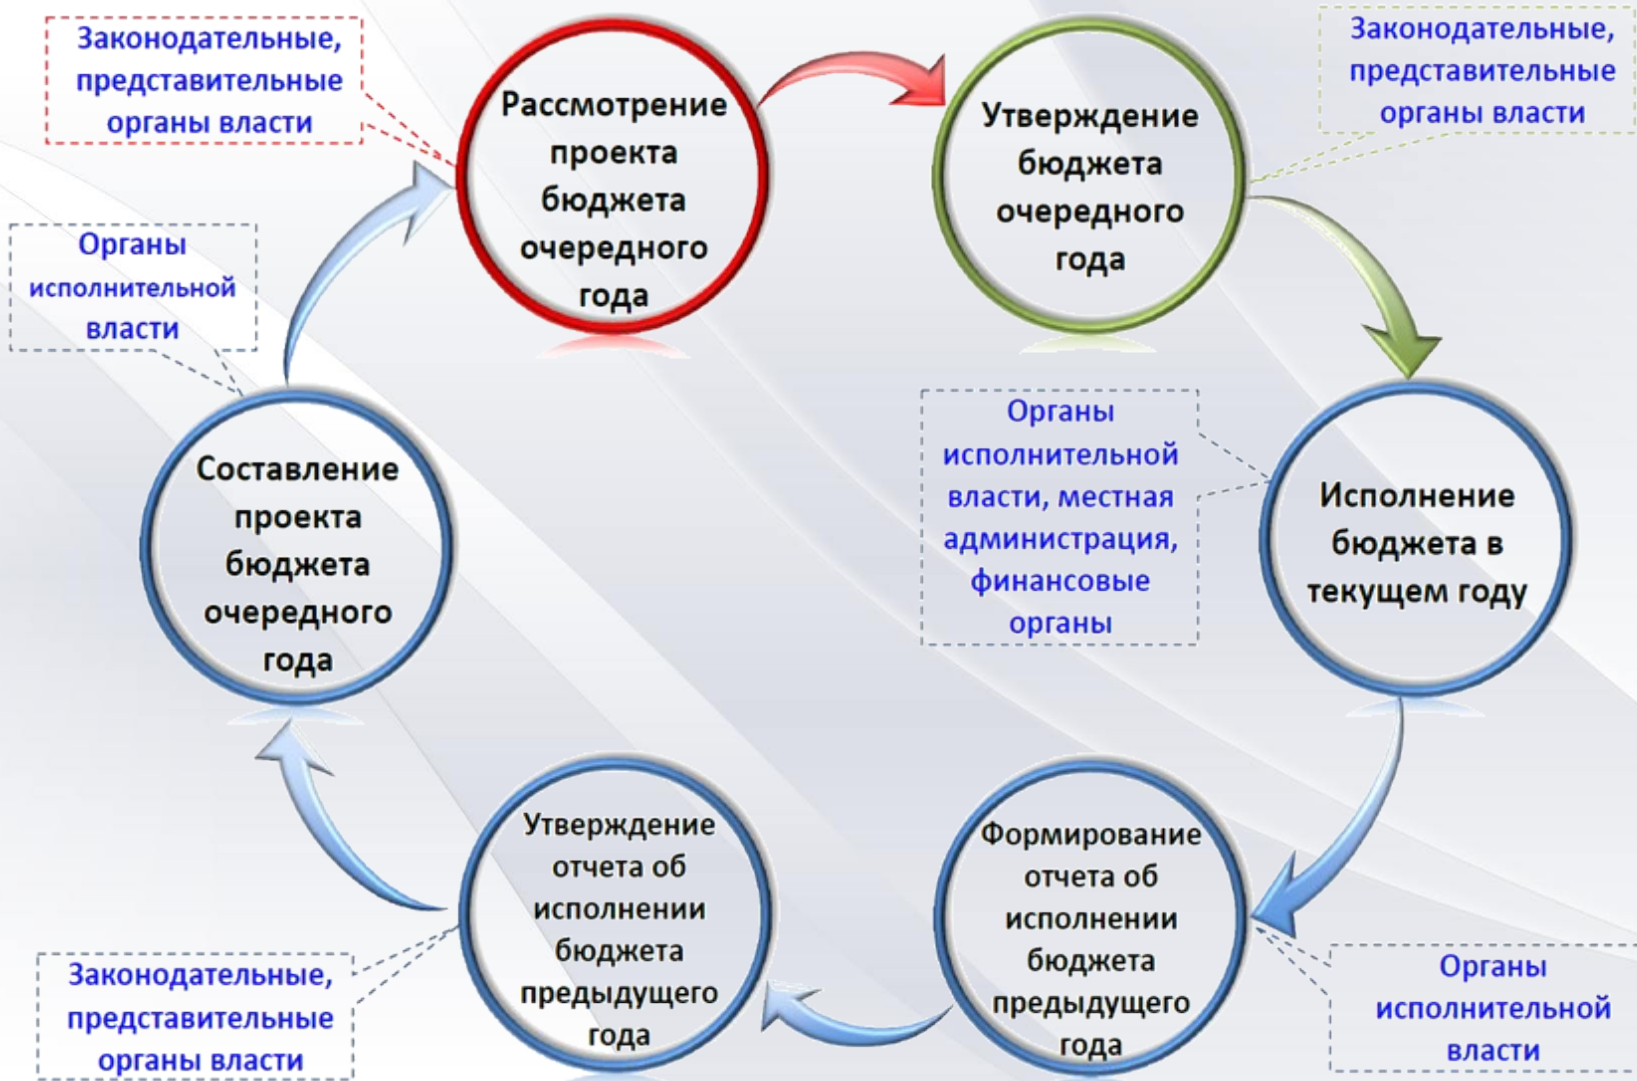 Законодательные,
представительные
органы власти
Рассмотрение
проекта
бюджета
очередного
года
Утверждение
бюджета
очередного
года
Законодательные,
представительные
органы власти
Органы
исполнительной
власти
Составление
проекта
бюджета
очередного
года
Органы
исполнительной
власти, местная
администрация,
финансовые
органы
Исполнение
бюджета в
текущем году
Утверждение
отчета об
исполнении
бюджета
предыдущего
года
Формирование
отчета об
исполнении
бюджета
предыдущего
года
Законодательные,
представительные
органы власти
Органы
исполнительной
власти